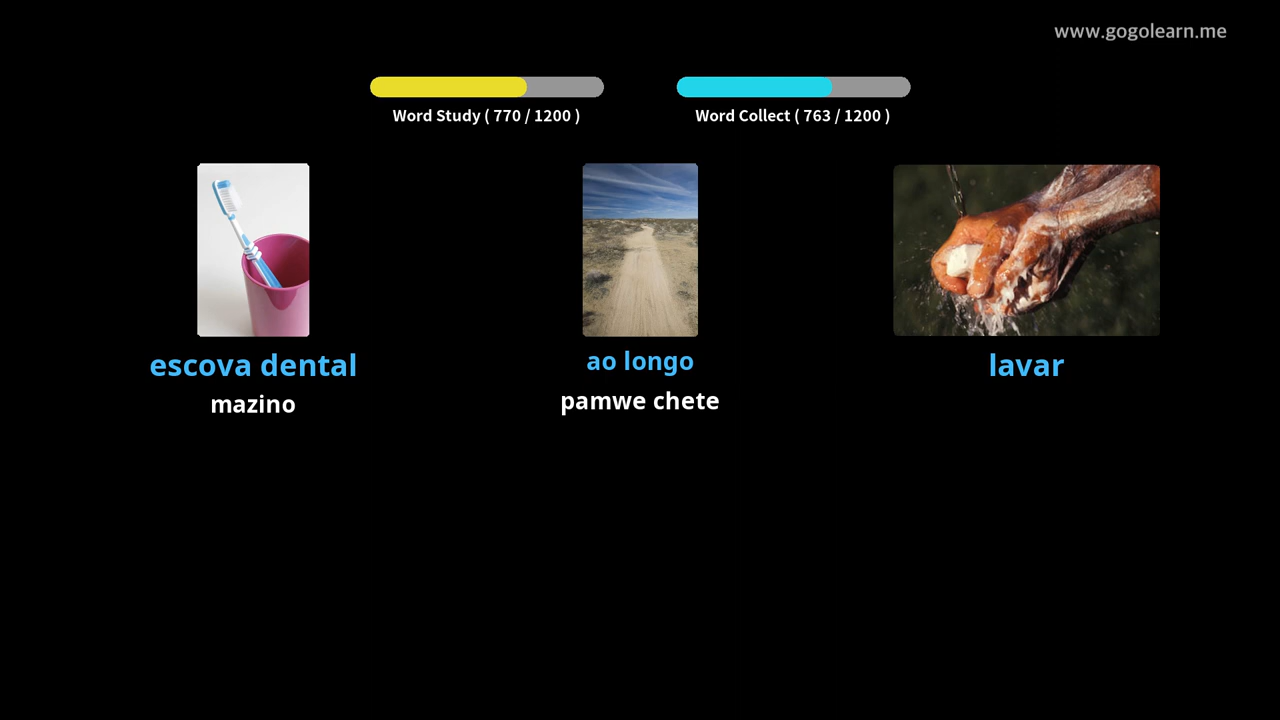 www.gogolearn.me
Word Study ( 770 / 1200 )
Word Collect ( 763 / 1200 )
escova dental
mazino
ao longo
pamwe chete
lavar